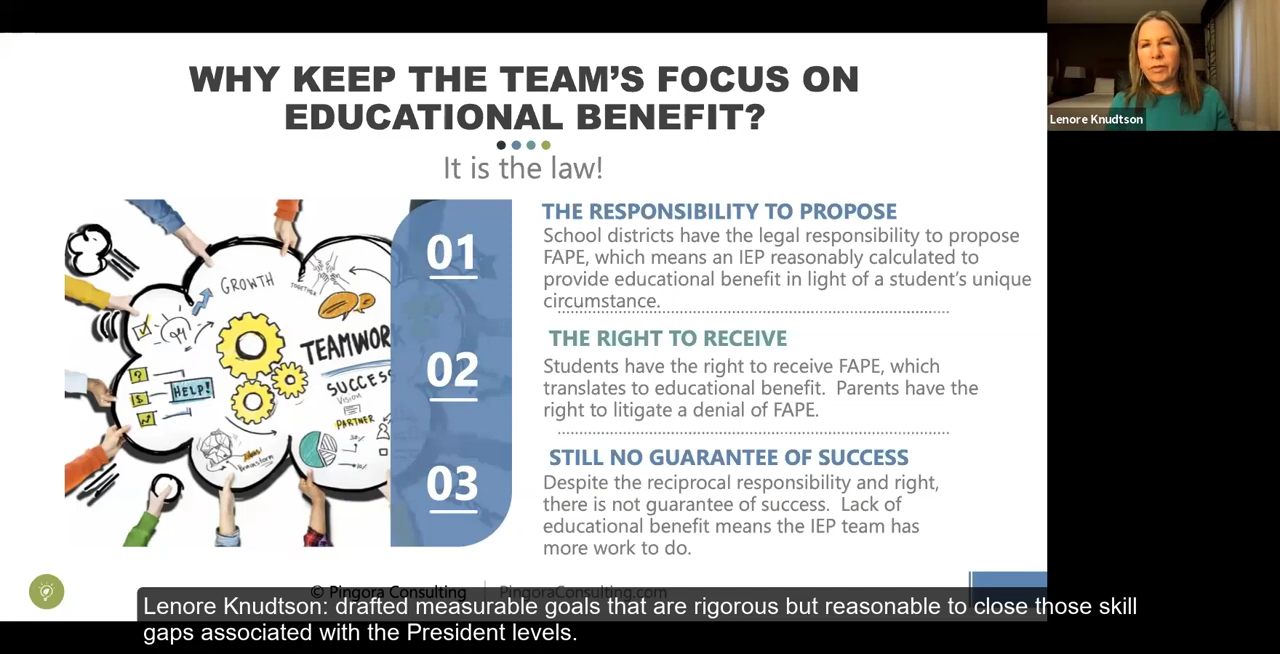 WHY KEEP THE TEAM'S FOCUS ON
EDUCATIONAL BENEFIT?
It is the law!
Lenore Knudtson
GROWTH
TOGETHER
HELP!
TEAMWORK
SUCCESS
Vision
PARTNER
Brainstorm
01
THE RESPONSIBILITY TO PROPOSE
School districts have the legal responsibility to propose
FAPE, which means an IEP reasonably calculated to
provide educational benefit in light of a student's unique
circumstance.
02
THE RIGHT TO RECEIVE
Students have the right to receive FAPE, which
translates to educational benefit. Parents have the
right to litigate a denial of FAPE.
03
STILL NO GUARANTEE OF SUCCESS
Despite the reciprocal responsibility and right,
there is not guarantee of success. Lack of
educational benefit means the IEP team has
more work to do.
© Pingora Consulting | PingoraConsulting.com
Lenore Knudtson: drafted measurable goals that are rigorous but reasonable to close those skill
gaps associated with the President levels.